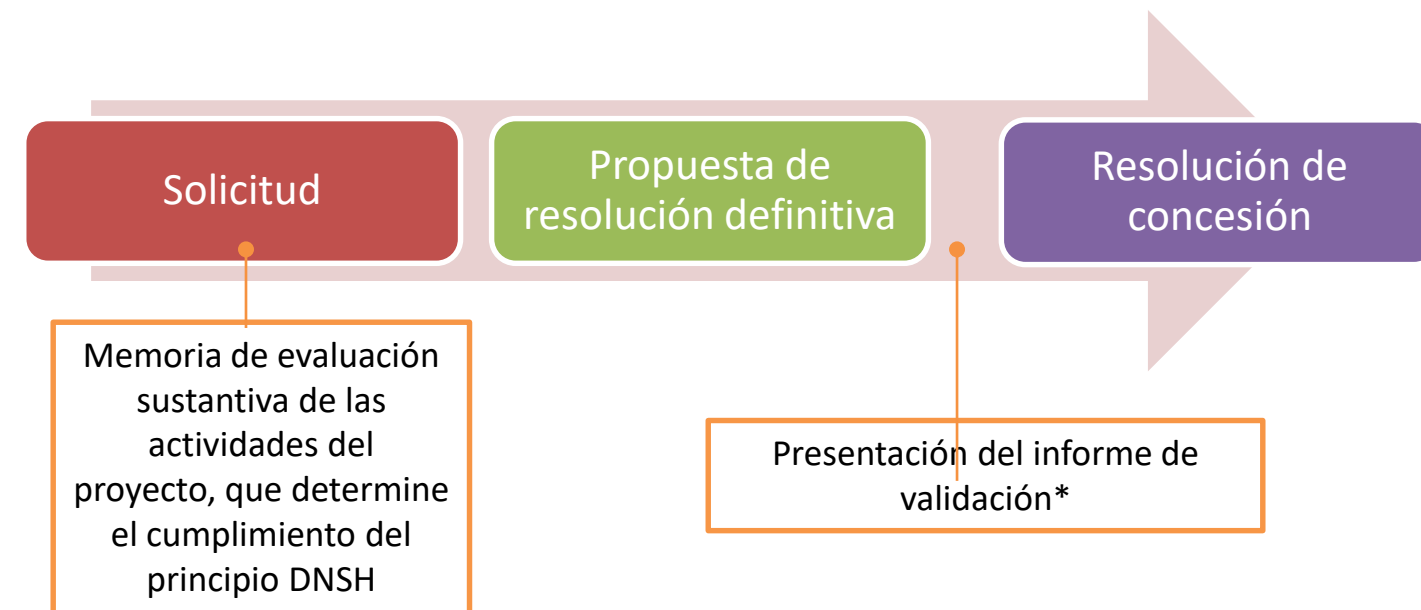 Solicitud
Propuesta de
resolución definitiva
Resolución de
concesión
Memoria de evaluación
sustantiva de las
actividades del
proyecto, que determine
el cumplimiento del
principio DNSH
Presentación del informe de
validación*